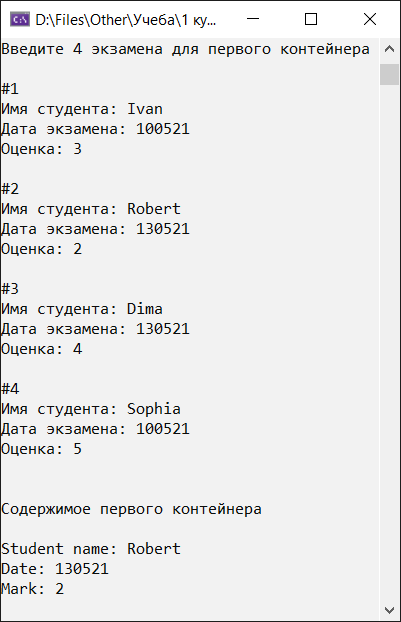 D:\Files\Other\Учеба\1 ку...
Введите 4 экзамена для первого контейнера
#1
Имя студента: Ivan
Дата экзамена: 100521
Оценка: 3
#2
Имя студента: Robert
Дата экзамена: 130521
Оценка: 2
#3
Имя студента: Dima
Дата экзамена: 130521
Оценка: 4
#4
Имя студента: Sophia
Дата экзамена: 100521
Оценка: 5
Содержимое первого контейнера
Student name: Robert
Date: 130521
Mark: 2